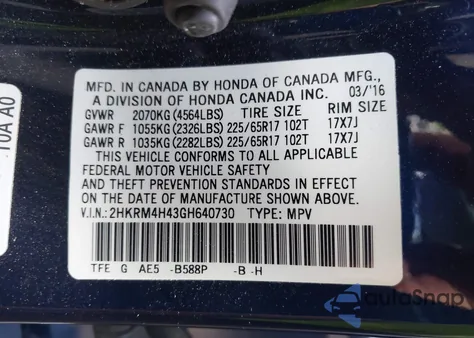 MFD. IN CANADA BY HONDA OF CANADA MFG.,
A DIVISION OF HONDA CANADA INC. 03/'16
GVWR 2070KG (4564LBS) TIRE SIZE RIM SIZE
GAWR F 1055KG (2326LBS) 225/65R17 102T 17X7J
GAWR R 1035KG (2282LBS) 225/65R17 102T 17X7J
THIS VEHICLE CONFORMS TO ALL APPLICABLE
FEDERAL MOTOR VEHICLE SAFETY
AND THEFT PREVENTION STANDARDS IN EFFECT
ON THE DATE OF MANUFACTURE SHOWN ABOVE.
V.I.N.: 2HKRM4H43GH640730 TYPE: MPV
TFE G AE5 -B588P -B -H
10A A0
autoSnap